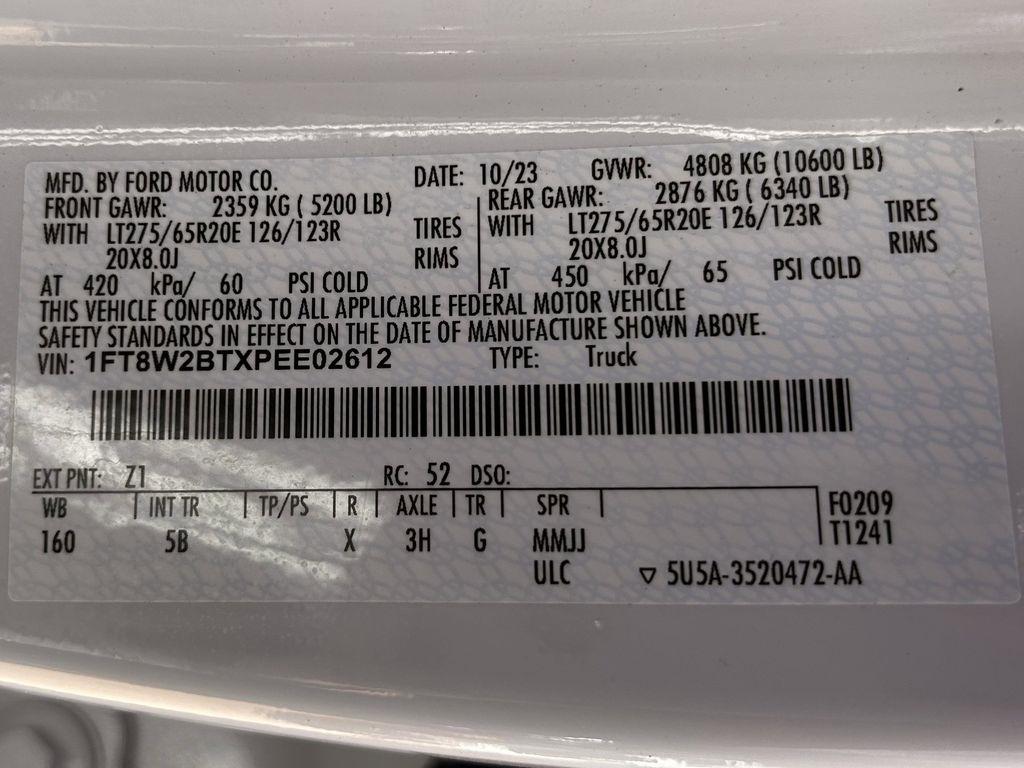 MFD. BY FORD MOTOR CO. DATE: 10/23 GVWR: 4808 KG (10600 LB)
FRONT GAWR: 2359 KG ( 5200 LB) REAR GAWR: 2876 KG ( 6340 LB)
WITH LT275/65R20E 126/123R TIRES WITH LT275/65R20E 126/123R TIRES
20X8.0J RIMS 20X8.0J RIMS
AT 420 kPa/ 60 PSI COLD AT 450 kPa/ 65 PSI COLD
THIS VEHICLE CONFORMS TO ALL APPLICABLE FEDERAL MOTOR VEHICLE
SAFETY STANDARDS IN EFFECT ON THE DATE OF MANUFACTURE SHOWN ABOVE.
VIN: 1FT8W2BTXPEE02612 TYPE: Truck
EXT PNT: Z1 RC: 52 DSO:
WB INT TR TP/PS R AXLE TR SPR F0209
160 5B X 3H G MMJJ T1241
ULC ▽ 5U5A-3520472-AA